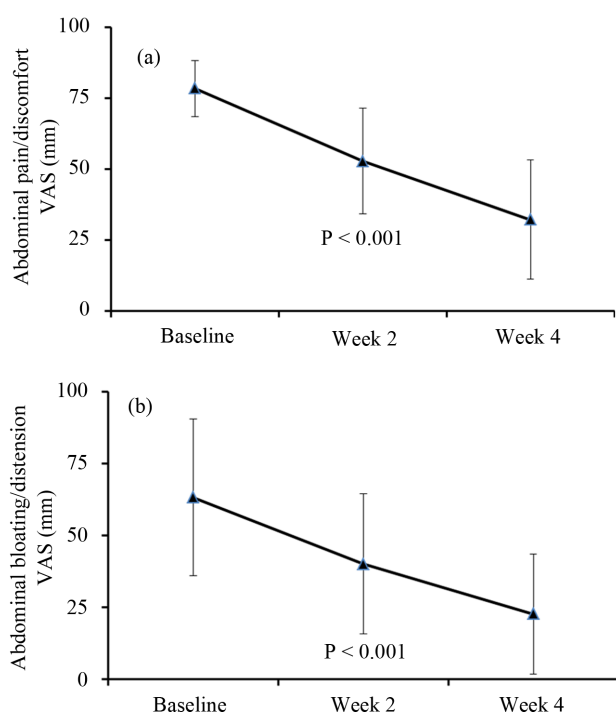 100
(a)
75
50
25
0
Abdominal pain/discomfort
VAS (mm)
P < 0.001
Baseline
Week 2
Week 4
100
(b)
75
50
25
0
Abdominal bloating/distension
VAS (mm)
P < 0.001
Baseline
Week 2
Week 4